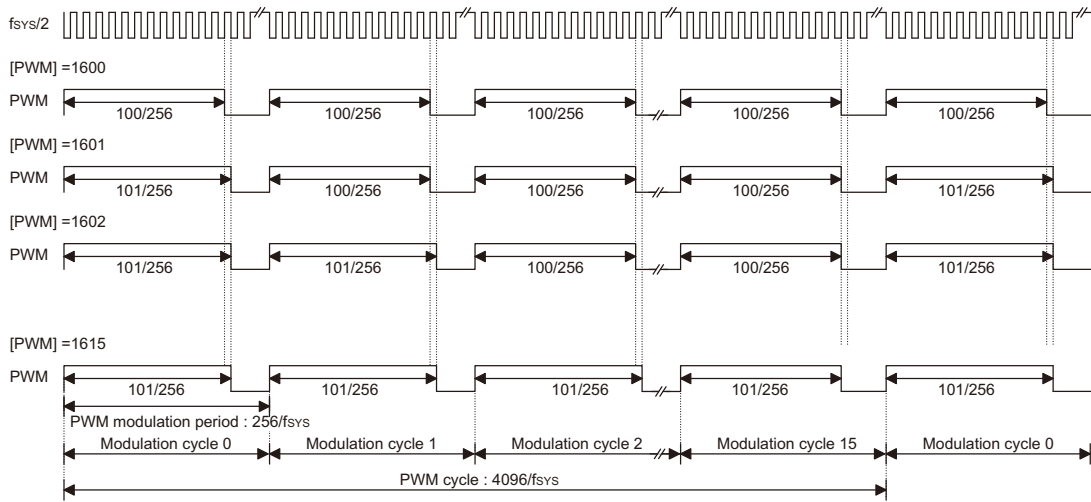 fSYS/2
[PWM] =1600
PWM
100/256 100/256 100/256 100/256 100/256
[PWM] =1601
PWM
101/256 100/256 100/256 100/256 101/256
[PWM] =1602
PWM
101/256 101/256 100/256 100/256 101/256
[PWM] =1615
PWM
101/256 101/256 101/256 101/256 101/256
PWM modulation period : 256/fSYS
Modulation cycle 0 Modulation cycle 1 Modulation cycle 2 Modulation cycle 15 Modulation cycle 0
PWM cycle : 4096/fSYS